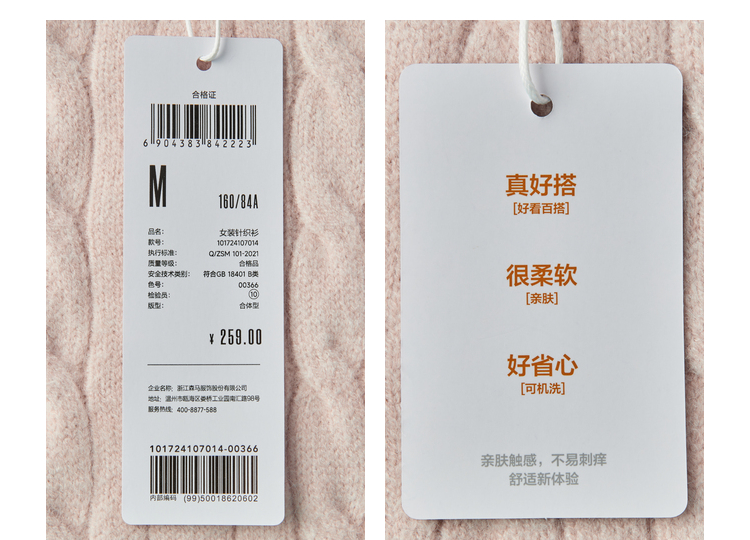 合格证
6 904383 842223
M
160/84A
品名: 女装针织衫
款号: 101724107014
执行标准: Q/ZSM 101-2021
质量等级: 合格品
安全技术类别: 符合GB 18401 B类
色号: 00366
检验员: 10
版型: 合体型
¥ 259.00
企业名称: 浙江森马服饰股份有限公司
地址: 温州市瓯海区娄桥工业园南汇路98号
服务热线: 400-8877-588
101724107014-00366
内部编码 (99)50018620602
真好搭
[好看百搭]
很柔软
[亲肤]
好省心
[可机洗]
亲肤触感，不易刺痒
舒适新体验